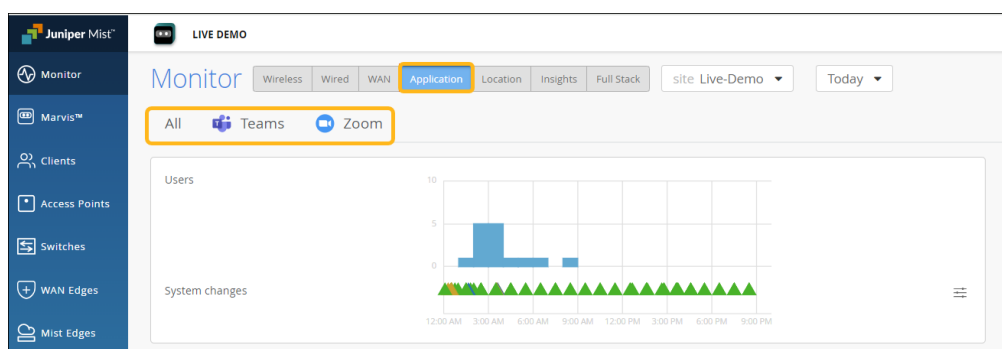 Juniper Mist™
LIVE DEMO
Monitor
Marvis™
Clients
Access Points
Switches
WAN Edges
Mist Edges
Monitor Wireless Wired WAN Application Location Insights Full Stack site Live-Demo Today
All Teams Zoom
Users
10
5
0
System changes
12:00 AM 3:00 AM 6:00 AM 9:00 AM 12:00 PM 3:00 PM 6:00 PM 9:00 PM